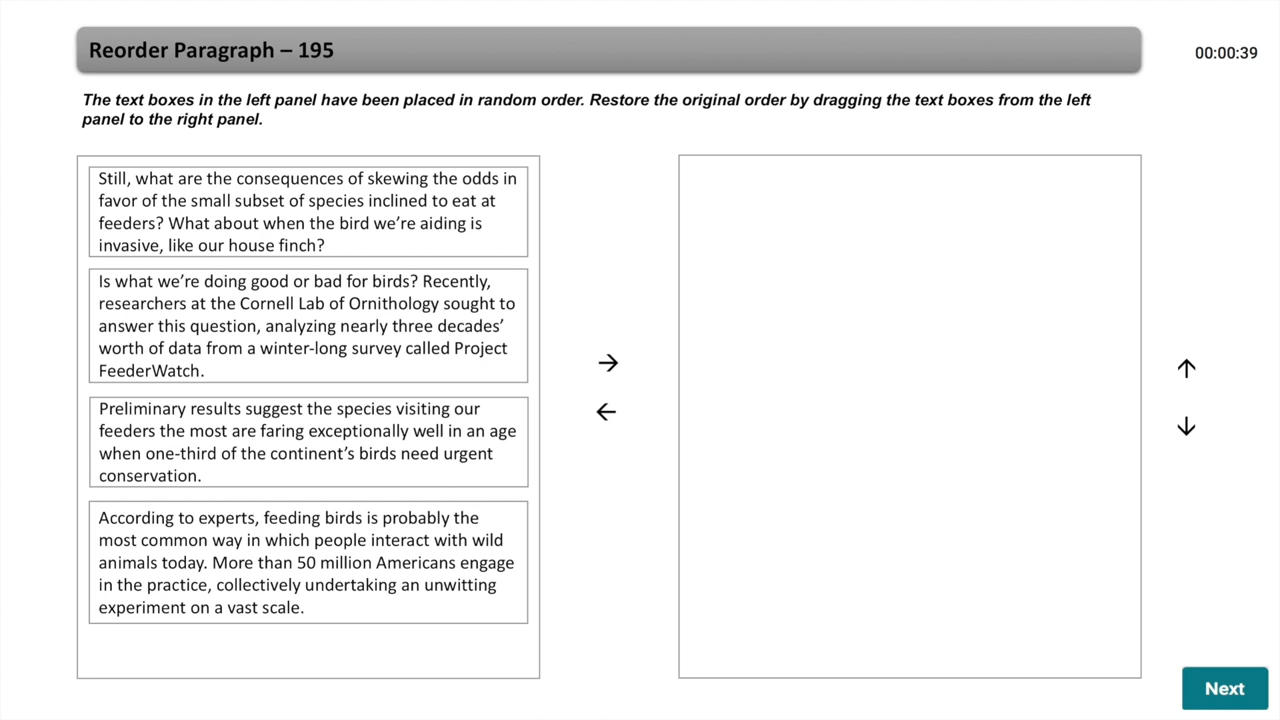 Reorder Paragraph – 195
00:00:39
The text boxes in the left panel have been placed in random order. Restore the original order by dragging the text boxes from the left
panel to the right panel.
Still, what are the consequences of skewing the odds in
favor of the small subset of species inclined to eat at
feeders? What about when the bird we’re aiding is
invasive, like our house finch?
Is what we’re doing good or bad for birds? Recently,
researchers at the Cornell Lab of Ornithology sought to
answer this question, analyzing nearly three decades’
worth of data from a winter-long survey called Project
FeederWatch.
Preliminary results suggest the species visiting our
feeders the most are faring exceptionally well in an age
when one-third of the continent’s birds need urgent
conservation.
According to experts, feeding birds is probably the
most common way in which people interact with wild
animals today. More than 50 million Americans engage
in the practice, collectively undertaking an unwitting
experiment on a vast scale.
Next